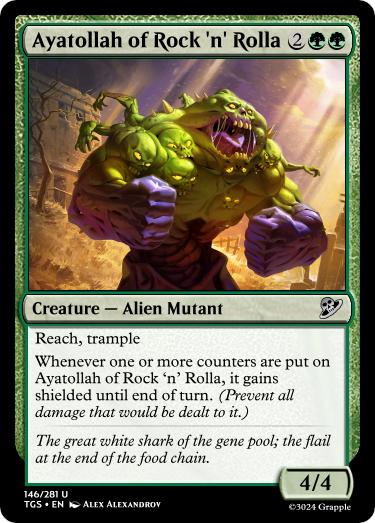 Ayatollah of Rock 'n' Rolla 2
Creature — Alien Mutant
Reach, trample
Whenever one or more counters are put on
Ayatollah of Rock ‘n’ Rolla, it gains
shielded until end of turn. (Prevent all
damage that would be dealt to it.)
The great white shark of the gene pool; the flail
at the end of the food chain.
4/4
146/281 U
TGS • EN Alex Alexandrov
©3024 Grapple